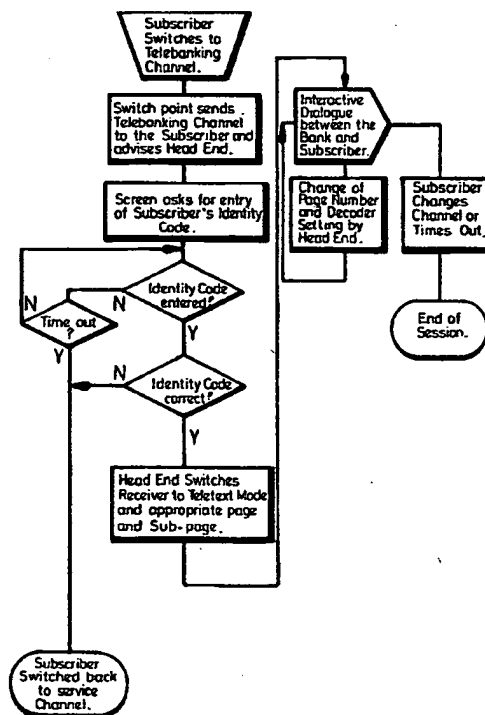 Subscriber
Switches to
Telebanking
Channel.
Switch point sends
Telebanking Channel
to the Subscriber and
advises Head End.
Screen asks for entry
of Subscriber's Identity
Code.
Identity Code
entered?
N
Y
N
Time out
?
Y
Identity Code
correct?
N
Y
Head End Switches
Receiver to Teletext Mode
and appropriate page
and Sub-page.
Subscriber
Switched back
to service
Channel.
Interactive
Dialogue
between the
Bank and
Subscriber.
Change of
Page Number
and Decoder
Setting by
Head End.
Subscriber
Changes
Channel or
Times Out.
End of
Session.